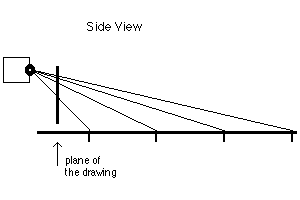 Side View
plane of
the drawing